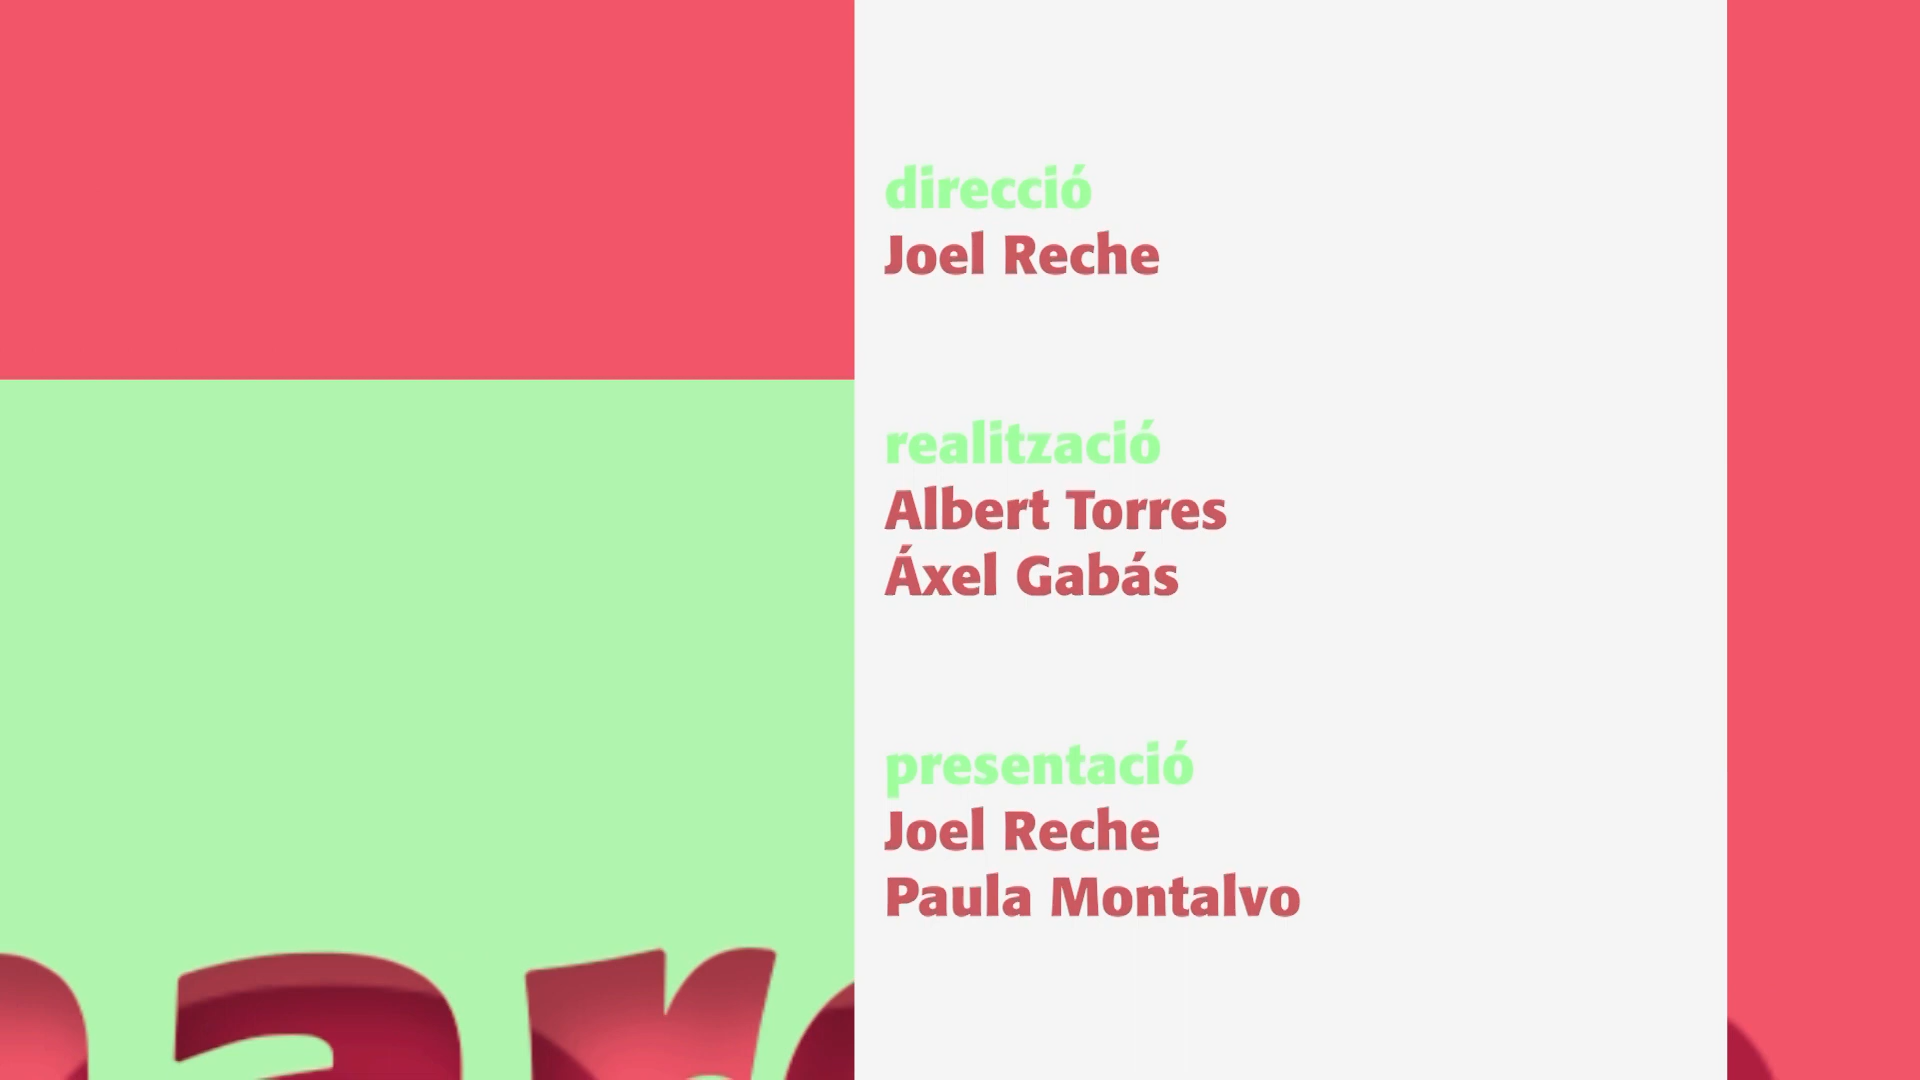 direcció
Joel Reche
realització
Albert Torres
Áxel Gabás
presentació
Joel Reche
Paula Montalvo